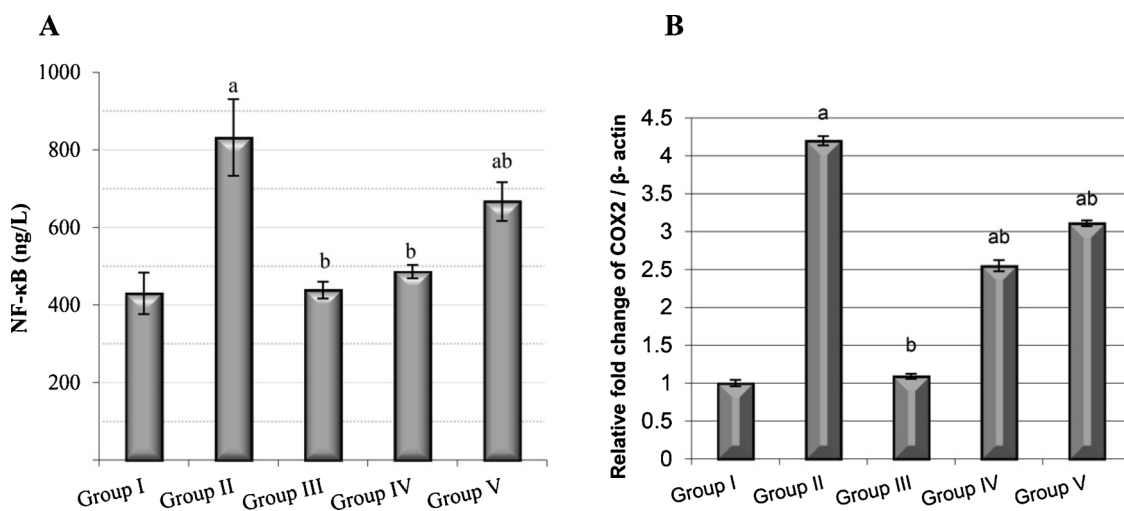 A
NF-κB (ng/L)
1000
800
600
400
200
a
b
b
ab
Group I
Group II
Group III
Group IV
Group V
B
Relative fold change of COX2 / β- actin
4.5
4
3.5
3
2.5
2
1.5
1
0.5
0
a
b
ab
ab
Group I
Group II
Group III
Group IV
Group V